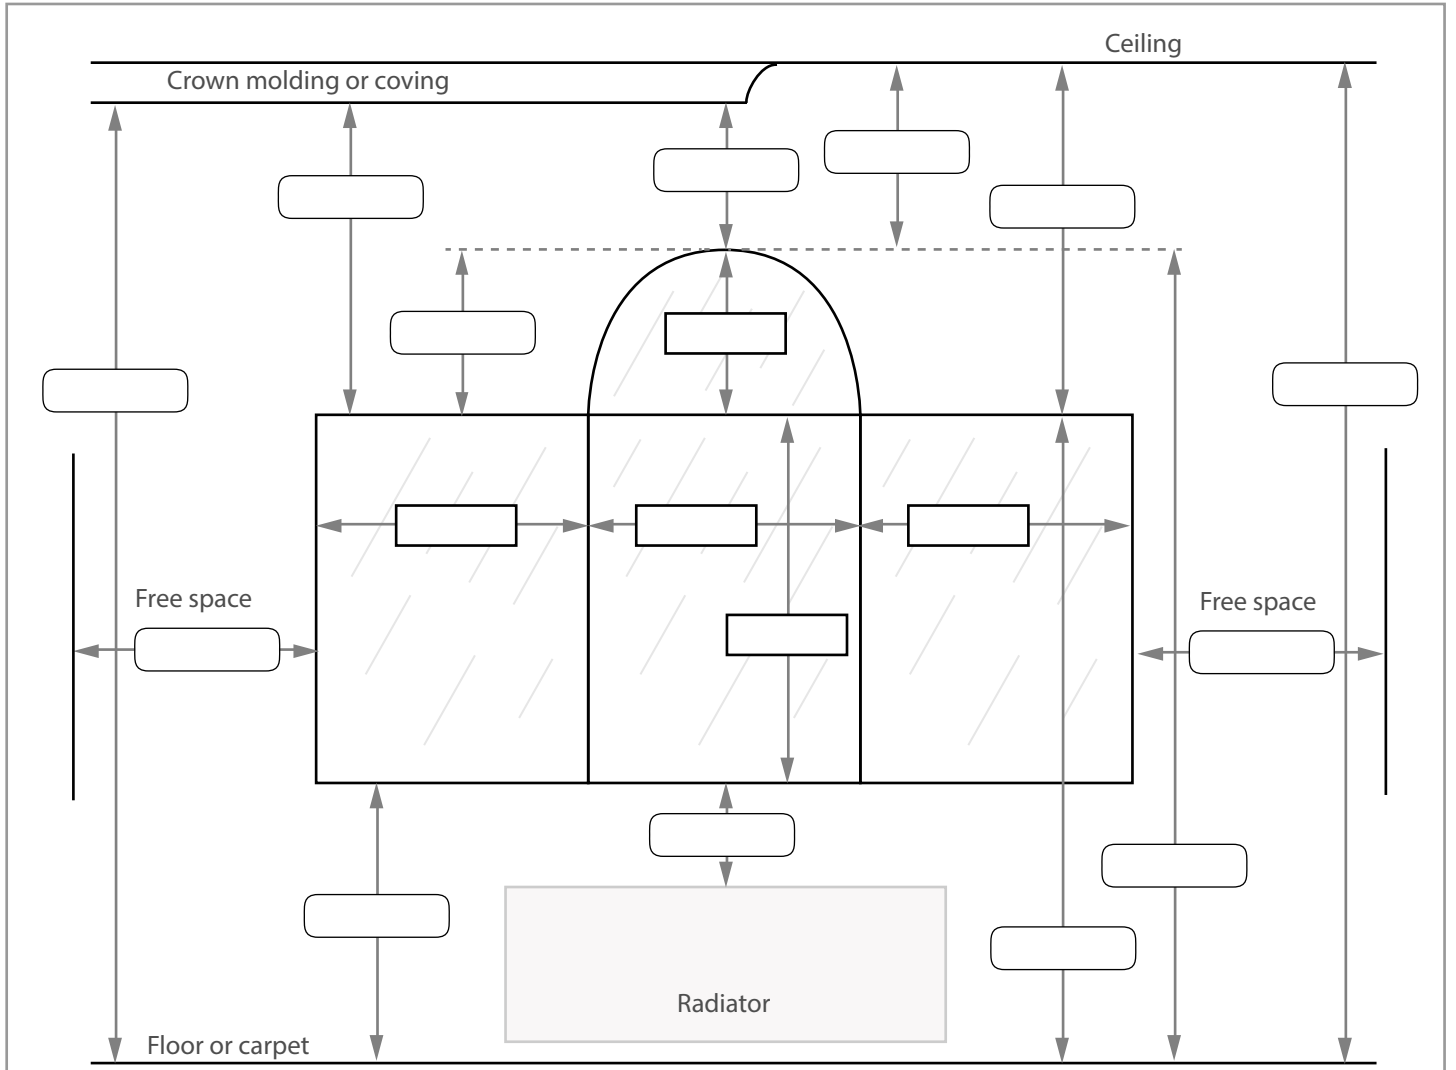 Ceiling
Crown molding or coving
Free space
Free space
Radiator
Floor or carpet